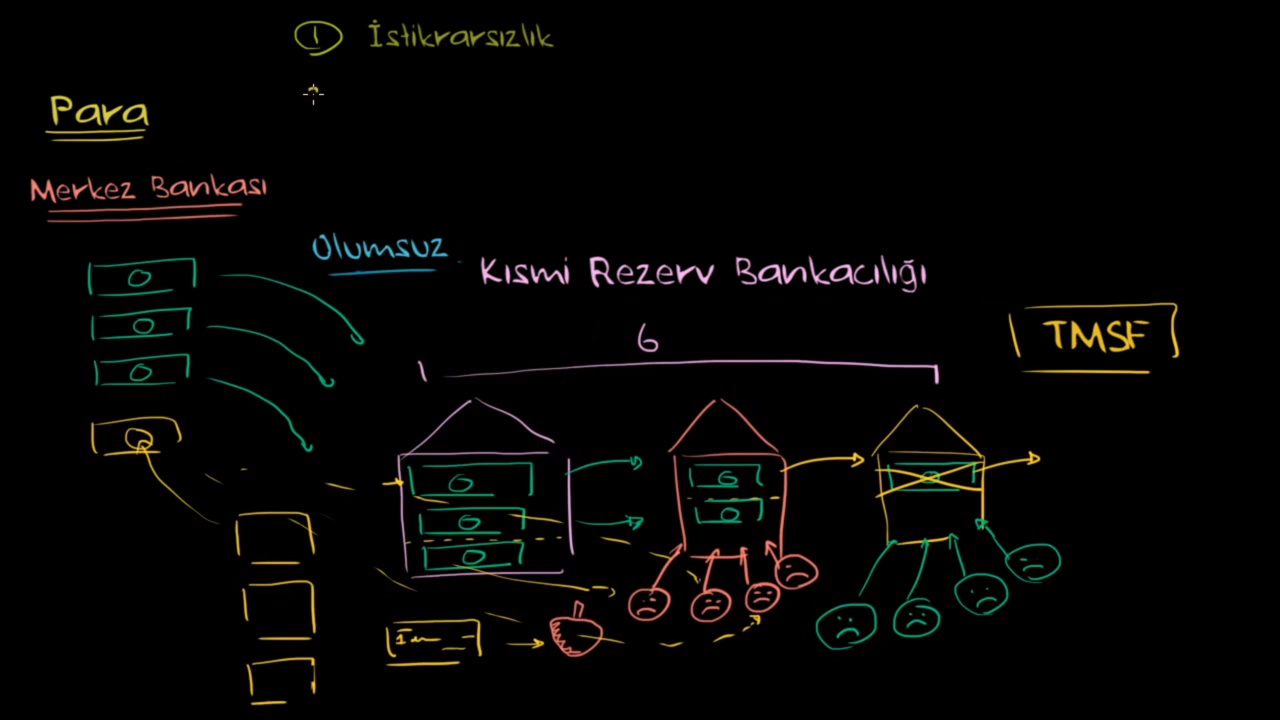 1 İstikrarsızlık
Para
Merkez Bankası
Olumsuz
Kısmi Rezerv Bankacılığı
6
TMSF